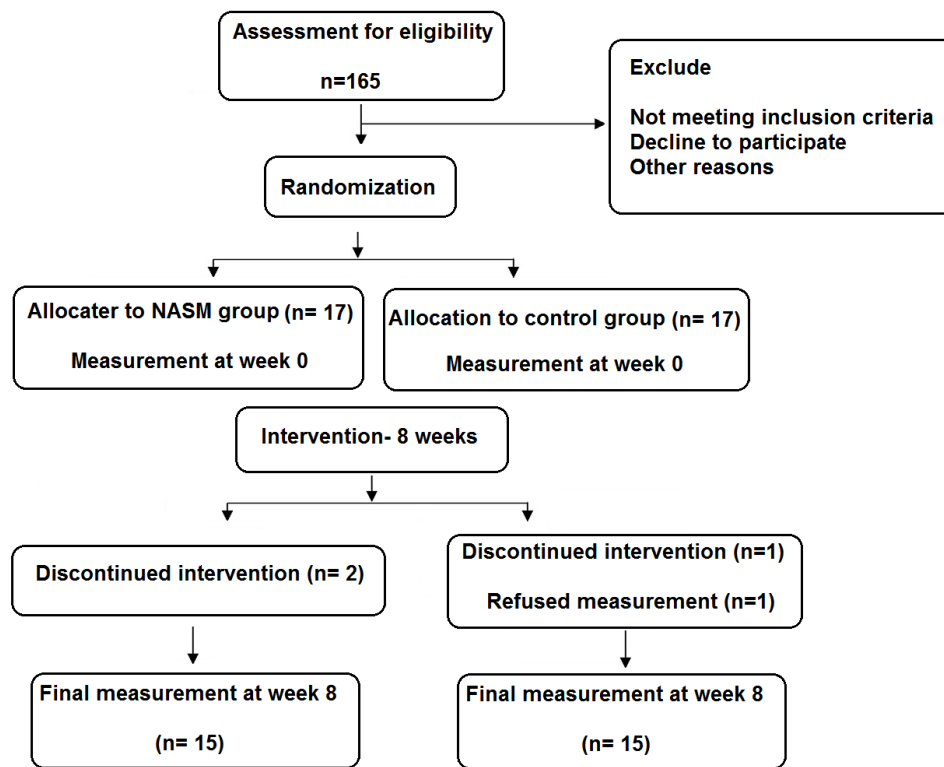 Assessment for eligibility
n=165
Exclude
Not meeting inclusion criteria
Decline to participate
Other reasons
Randomization
Allocater to NASM group (n= 17)
Measurement at week 0
Allocation to control group (n= 17)
Measurement at week 0
Intervention- 8 weeks
Discontinued intervention (n= 2)
Discontinued intervention (n=1)
Refused measurement (n=1)
Final measurement at week 8
(n= 15)
Final measurement at week 8
(n= 15)